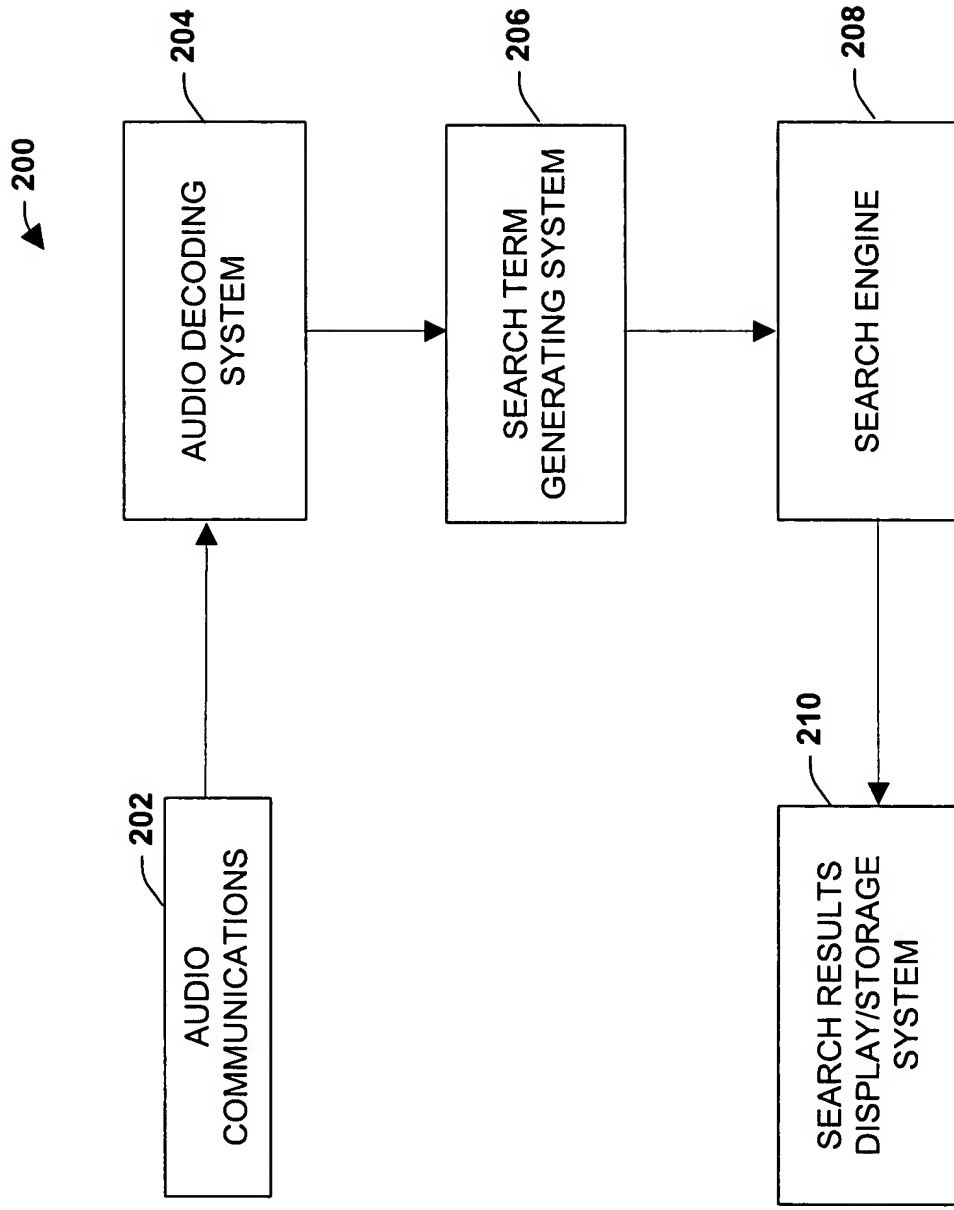 200
202
AUDIO
COMMUNICATIONS
204
AUDIO DECODING
SYSTEM
206
SEARCH TERM
GENERATING SYSTEM
208
SEARCH ENGINE
210
SEARCH RESULTS
DISPLAY/STORAGE
SYSTEM